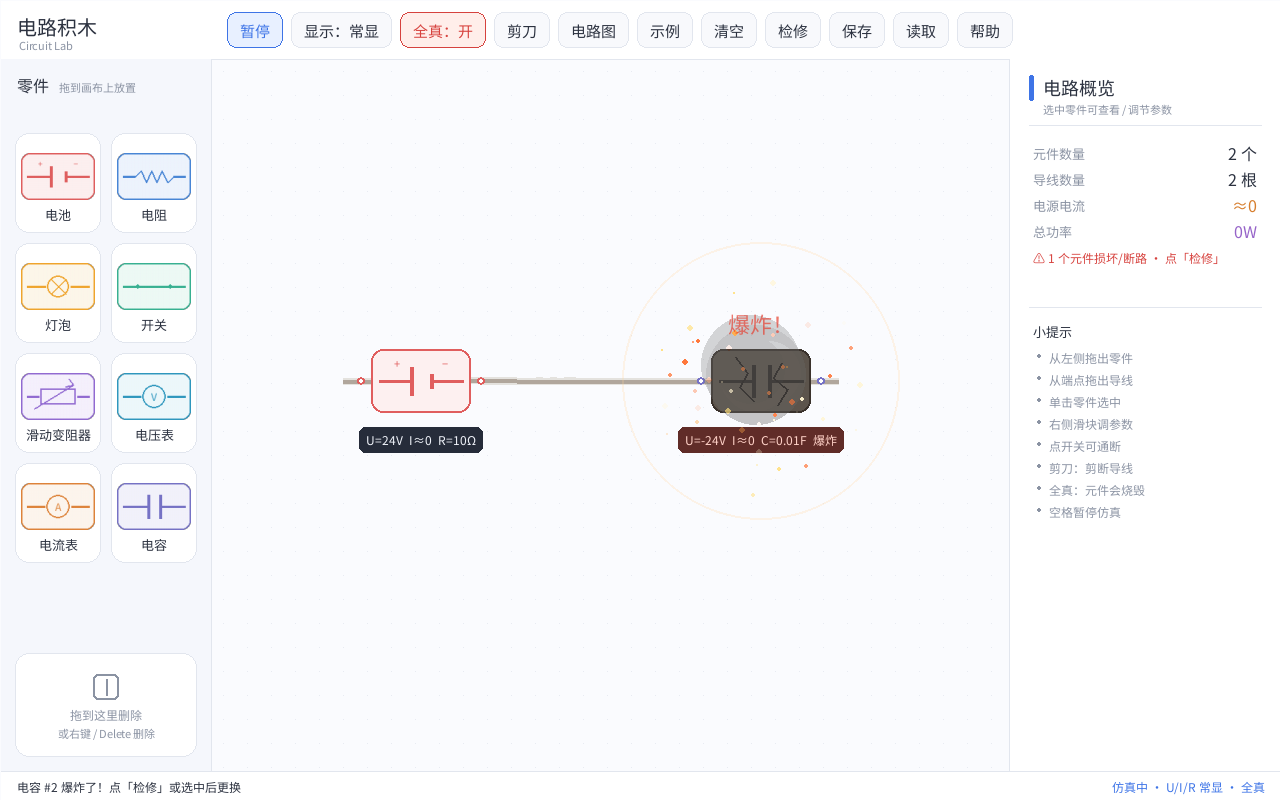 电路积木
Circuit Lab
暂停
显示：常显
全真：开
剪刀
电路图
示例
清空
检修
保存
读取
帮助
零件 拖到画布上放置
电池
电阻
灯泡
开关
滑动变阻器
V
电压表
A
电流表
电容
拖到这里删除
或右键 / Delete 删除
+ −
U=24V I≈0 R=10Ω
爆炸！
U=-24V I≈0 C=0.01F 爆炸
电路概览
选中零件可查看 / 调节参数
元件数量 2 个
导线数量 2 根
电源电流 ≈0
总功率 0W
⚠ 1 个元件损坏/断路 · 点「检修」
小提示
• 从左侧拖出零件
• 从端点拖出导线
• 单击零件选中
• 右侧滑块调参数
• 点开关可通断
• 剪刀：剪断导线
• 全真：元件会烧毁
• 空格暂停仿真
电容 #2 爆炸了！点「检修」或选中后更换
仿真中 · U/I/R 常显 · 全真